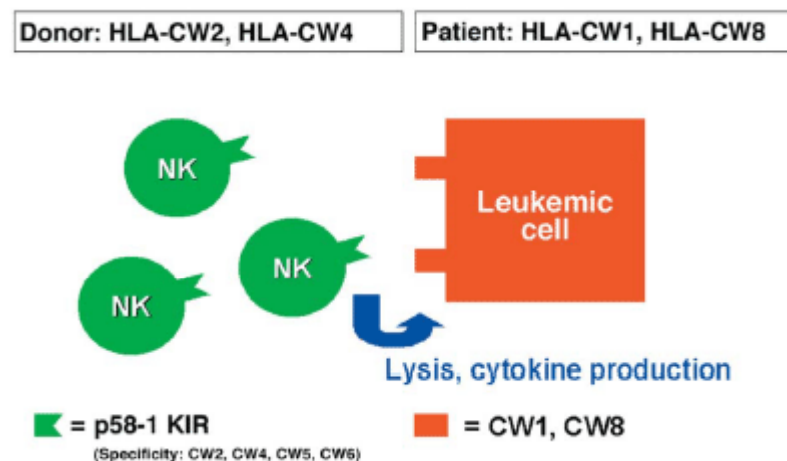 Donor: HLA-CW2, HLA-CW4
Patient: HLA-CW1, HLA-CW8
NK
NK
NK
Leukemic
cell
Lysis, cytokine production
= p58-1 KIR
(Specificity: CW2, CW4, CW5, CW6)
= CW1, CW8